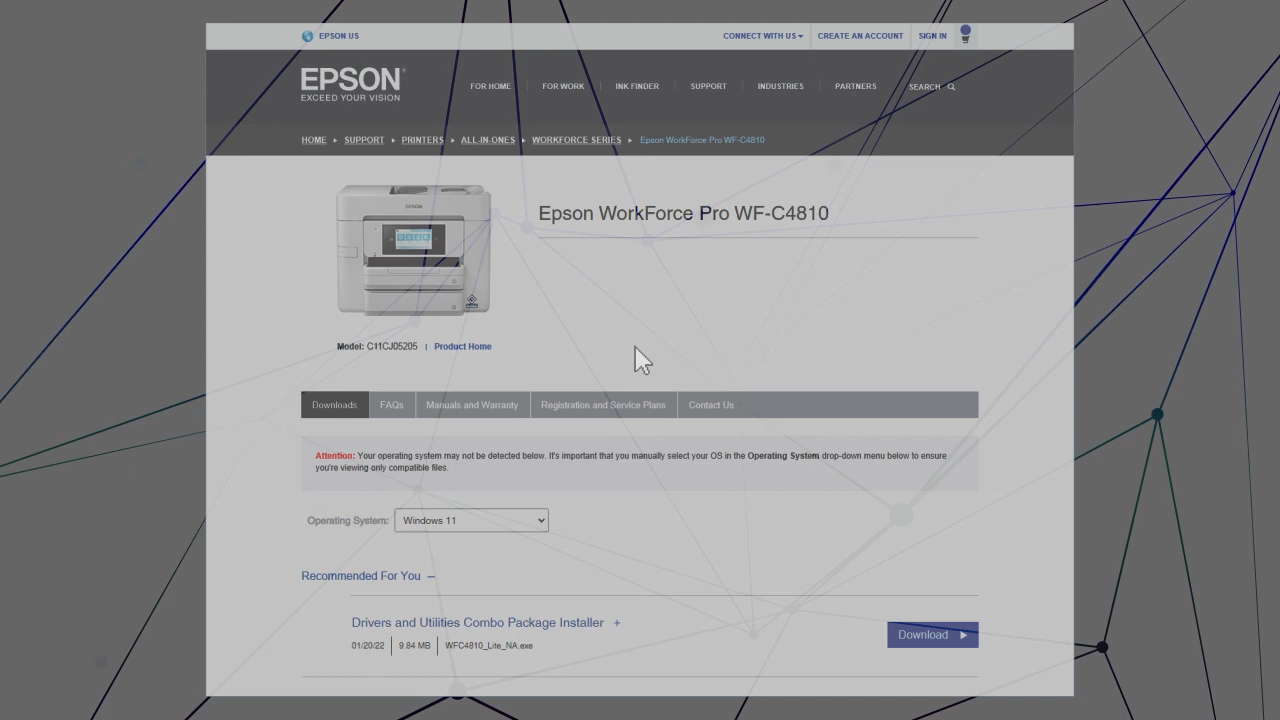 EPSON US
CONNECT WITH US
CREATE AN ACCOUNT
SIGN IN
EPSON
EXCEED YOUR VISION
FOR HOME
FOR WORK
INK FINDER
SUPPORT
INDUSTRIES
PARTNERS
SEARCH
HOME SUPPORT PRINTERS ALL-IN-ONES WORKFORCE SERIES Epson WorkForce Pro WF-C4810
EPSON
Epson WorkForce Pro WF-C4810
Model: C11CJ05205 | Product Home
Downloads
FAQs
Manuals and Warranty
Registration and Service Plans
Contact Us
Attention: Your operating system may not be detected below. It's important that you manually select your OS in the Operating System drop-down menu below to ensure
you're viewing only compatible files.
Operating System: Windows 11
Recommended For You –
Drivers and Utilities Combo Package Installer +
01/20/22 | 9.84 MB | WFC4810_Lite_NA.exe
Download